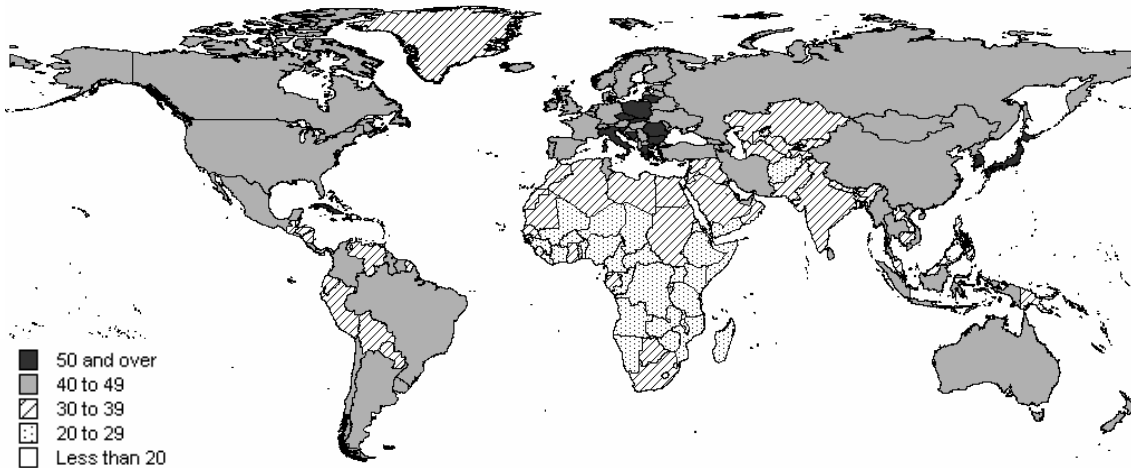 50 and over
40 to 49
30 to 39
20 to 29
Less than 20